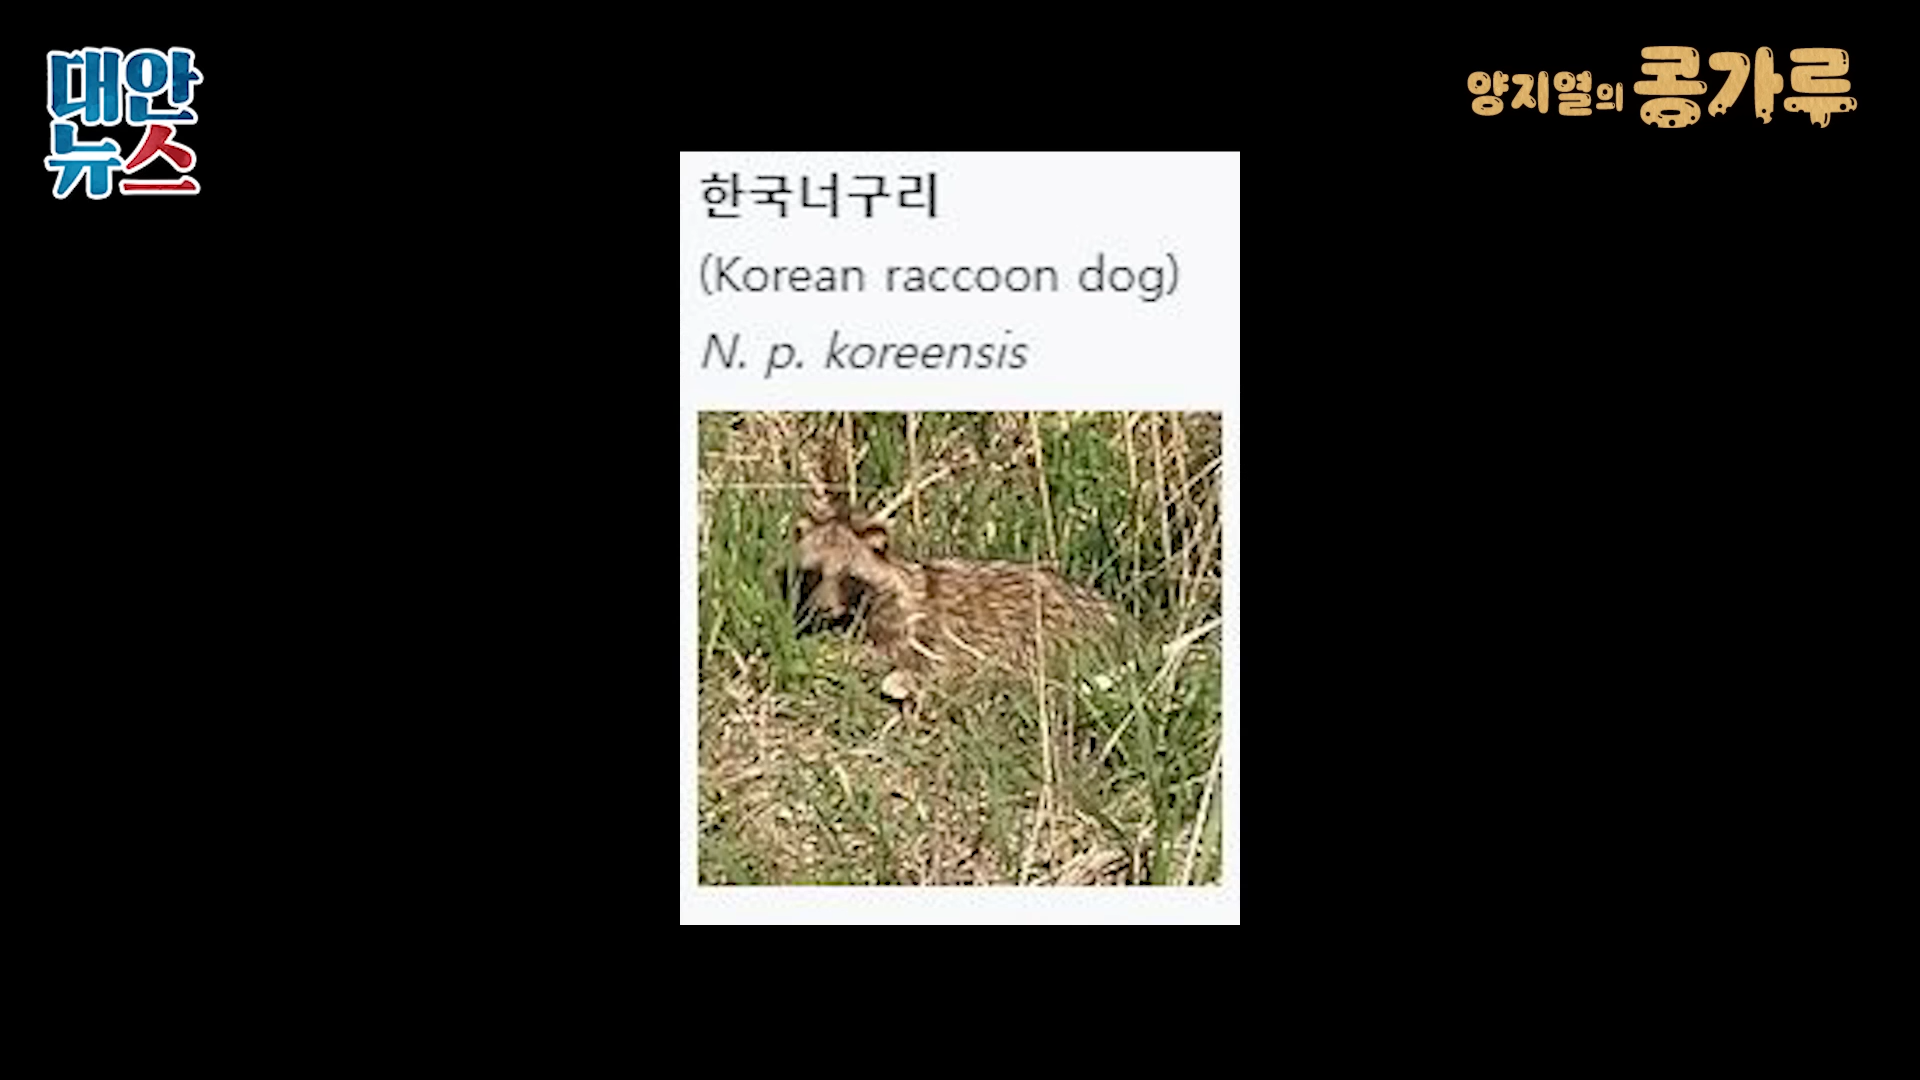 대안
뉴스
양지열의 콩가루
한국너구리
(Korean raccoon dog)
N. p. koreensis